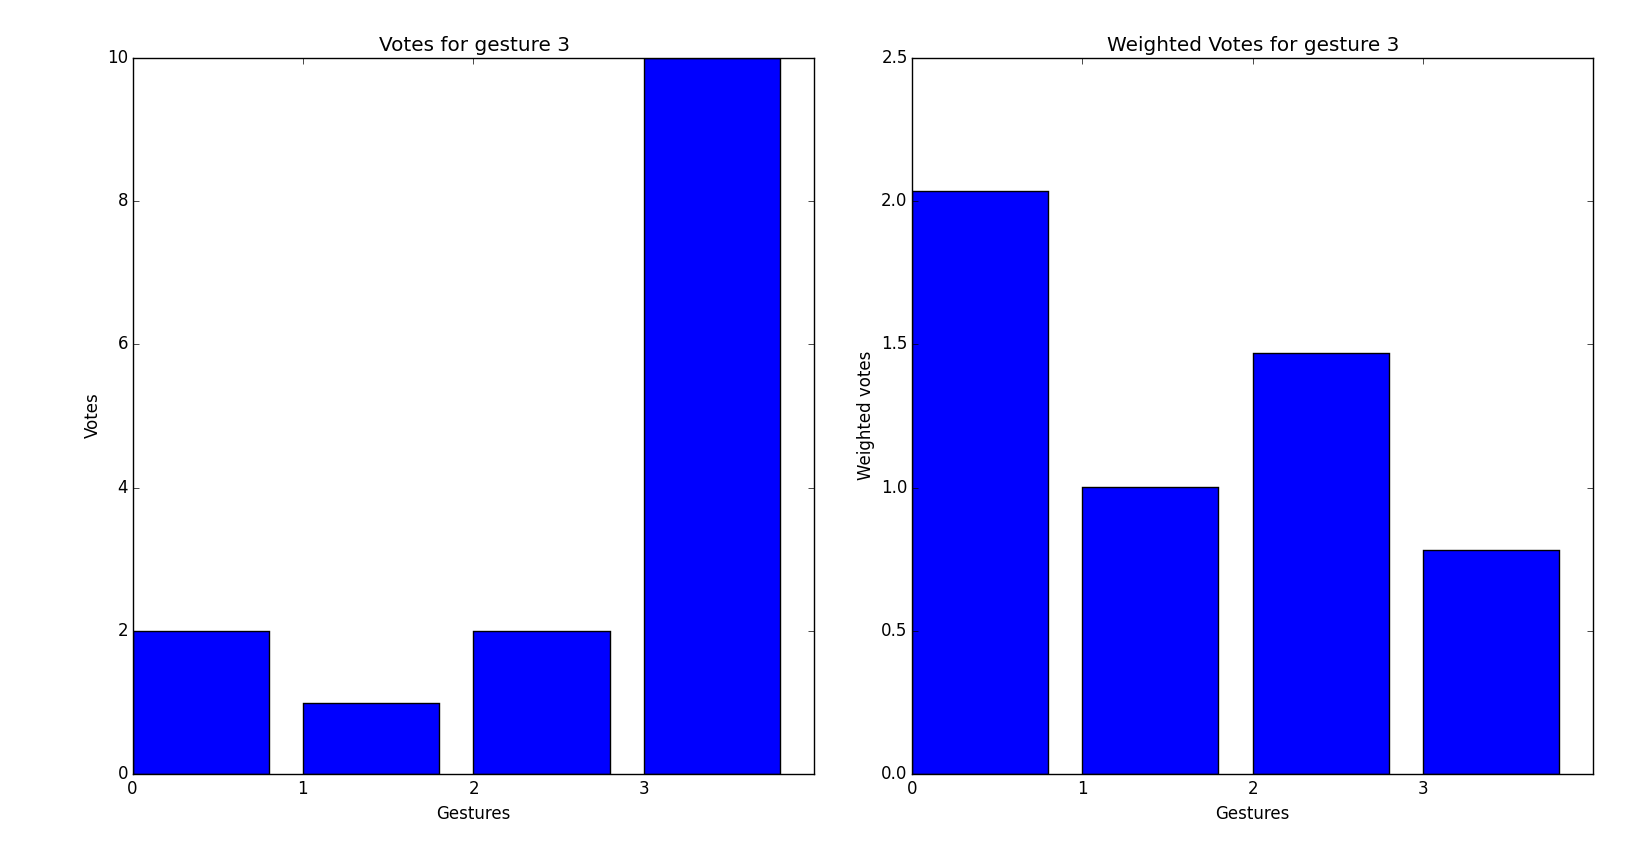 Votes for gesture 3
10
8
6
4
2
0
Votes
0 1 2 3
Gestures
Weighted Votes for gesture 3
2.5
2.0
1.5
1.0
0.5
0.0
Weighted votes
0 1 2 3
Gestures